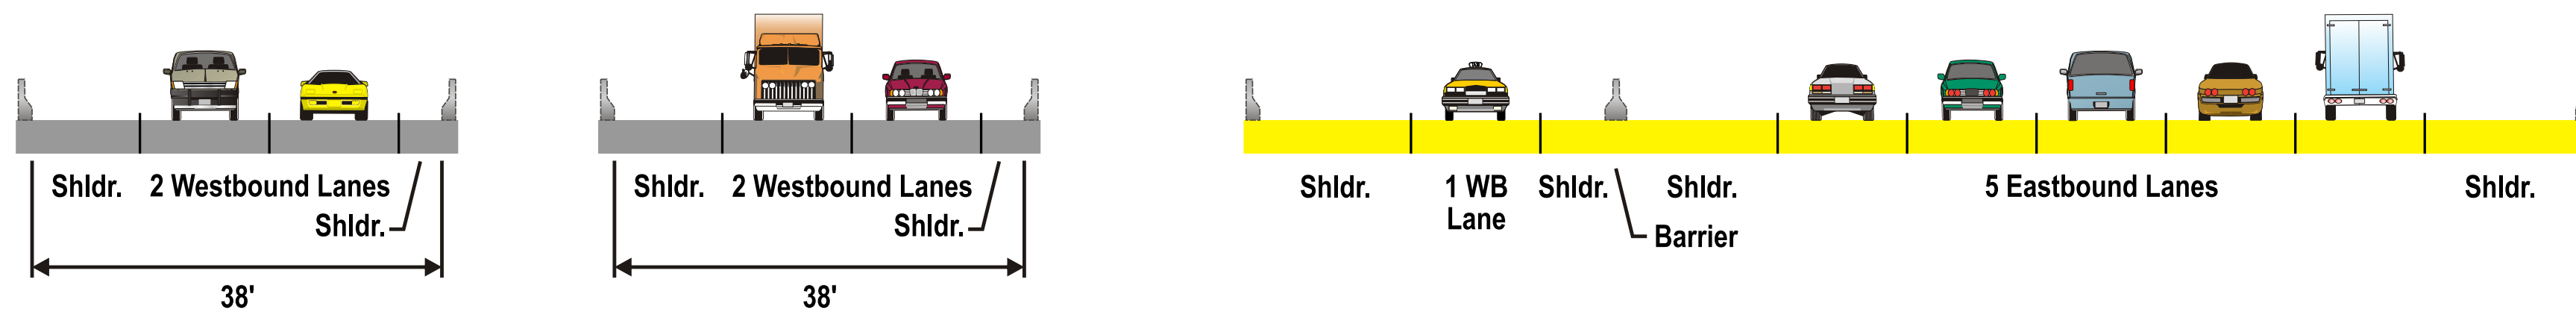 Shldr. 2 Westbound Lanes
Shldr.
38'
Shldr. 2 Westbound Lanes
Shldr.
38'
Shldr. 1 WB Lane Shldr. Shldr. 5 Eastbound Lanes Shldr.
Barrier